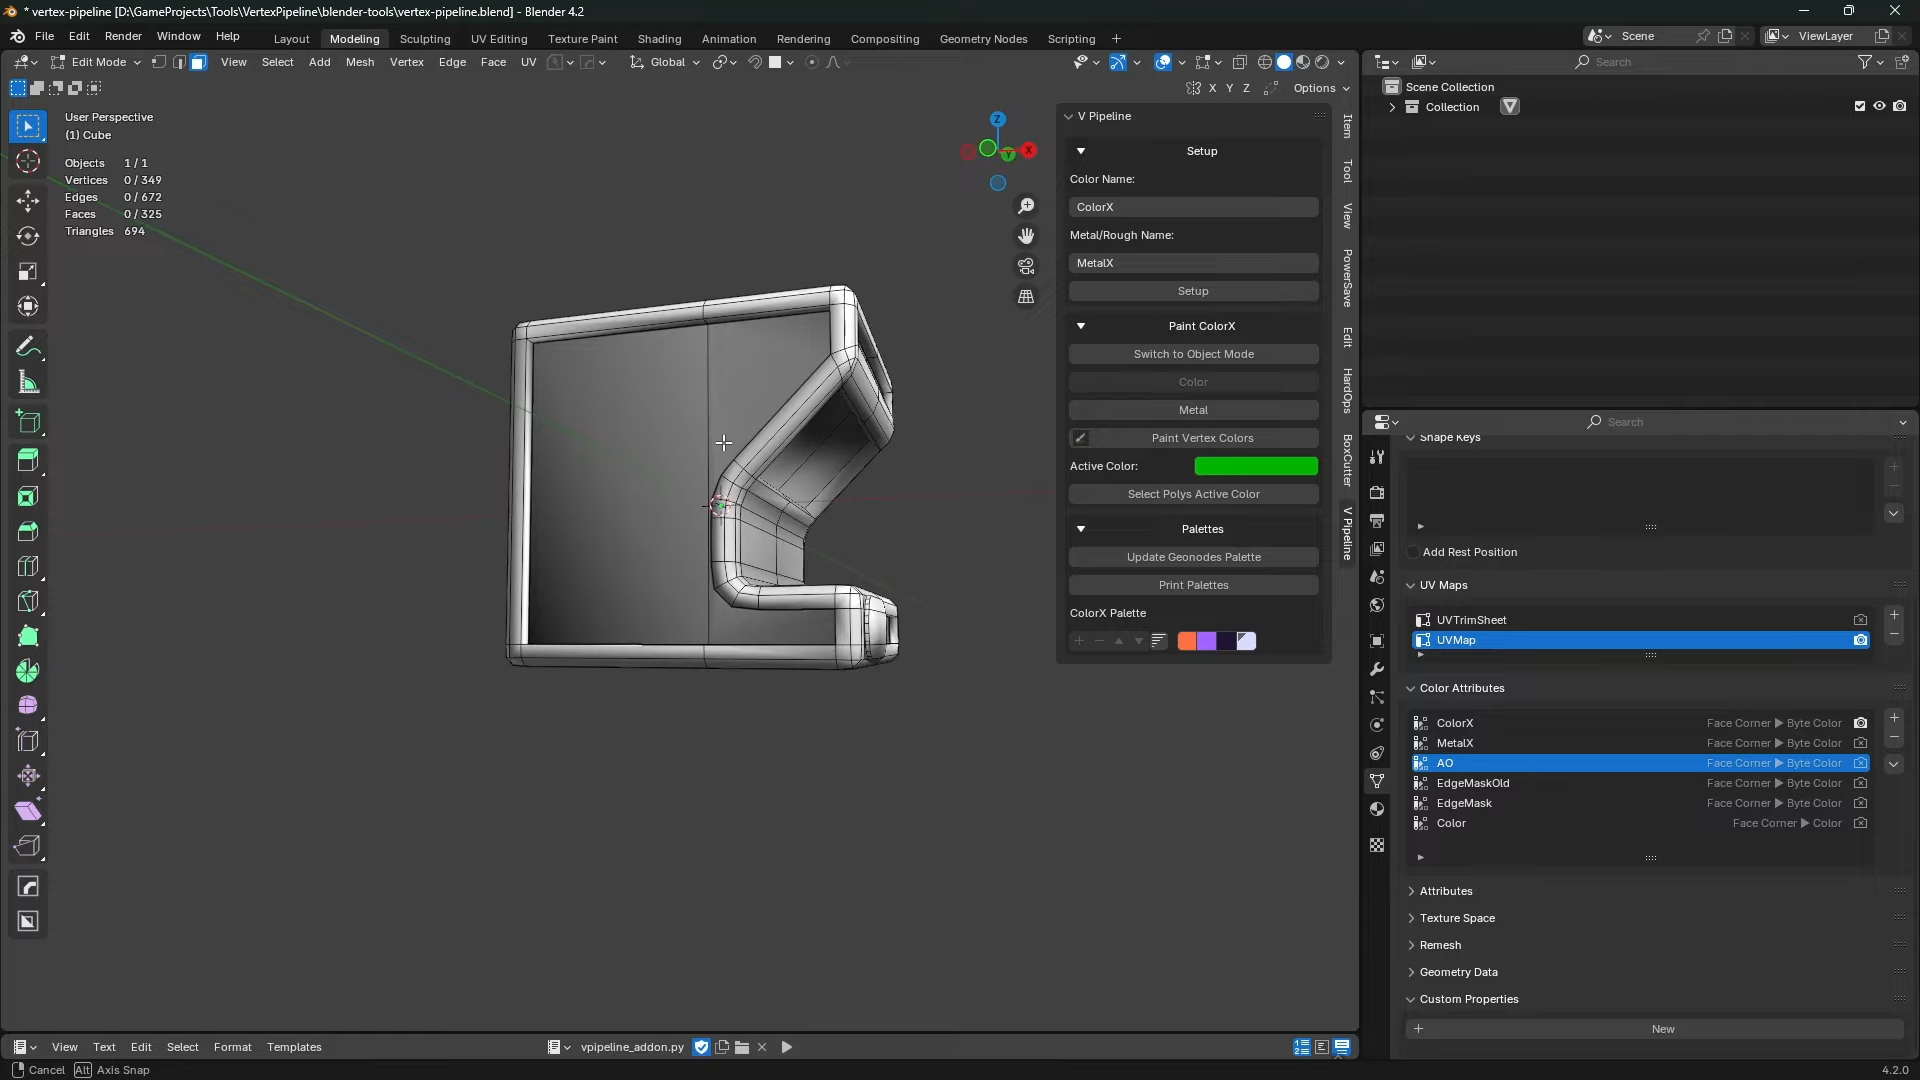 * vertex-pipeline [D:\GameProjects\Tools\VertexPipeline\blender-tools\vertex-pipeline.blend] - Blender 4.2
File Edit Render Window Help
Layout Modeling Sculpting UV Editing Texture Paint Shading Animation Rendering Compositing Geometry Nodes Scripting +
Scene
ViewLayer
Edit Mode View Select Add Mesh Vertex Edge Face UV Global
Search
X Y Z Options
User Perspective
(1) Cube
Objects 1 / 1
Vertices 0 / 349
Edges 0 / 672
Faces 0 / 325
Triangles 694
Z
X
Y
V Pipeline
Setup
Color Name:
ColorX
Metal/Rough Name:
MetalX
Setup
Paint ColorX
Switch to Object Mode
Color
Metal
Paint Vertex Colors
Active Color:
Select Polys Active Color
Palettes
Update Geonodes Palette
Print Palettes
ColorX Palette
Item
Tool
View
PowerSave
Edit
HardOps
BoxCutter
V Pipeline
Scene Collection
Collection
Search
Shape Keys
Add Rest Position
UV Maps
UVTrimSheet
UVMap
Color Attributes
ColorX Face Corner ▶ Byte Color
MetalX Face Corner ▶ Byte Color
AO Face Corner ▶ Byte Color
EdgeMaskOld Face Corner ▶ Byte Color
EdgeMask Face Corner ▶ Byte Color
Color Face Corner ▶ Color
Attributes
Texture Space
Remesh
Geometry Data
Custom Properties
+ New
View Text Edit Select Format Templates
vpipeline_addon.py
Cancel Alt Axis Snap
4.2.0